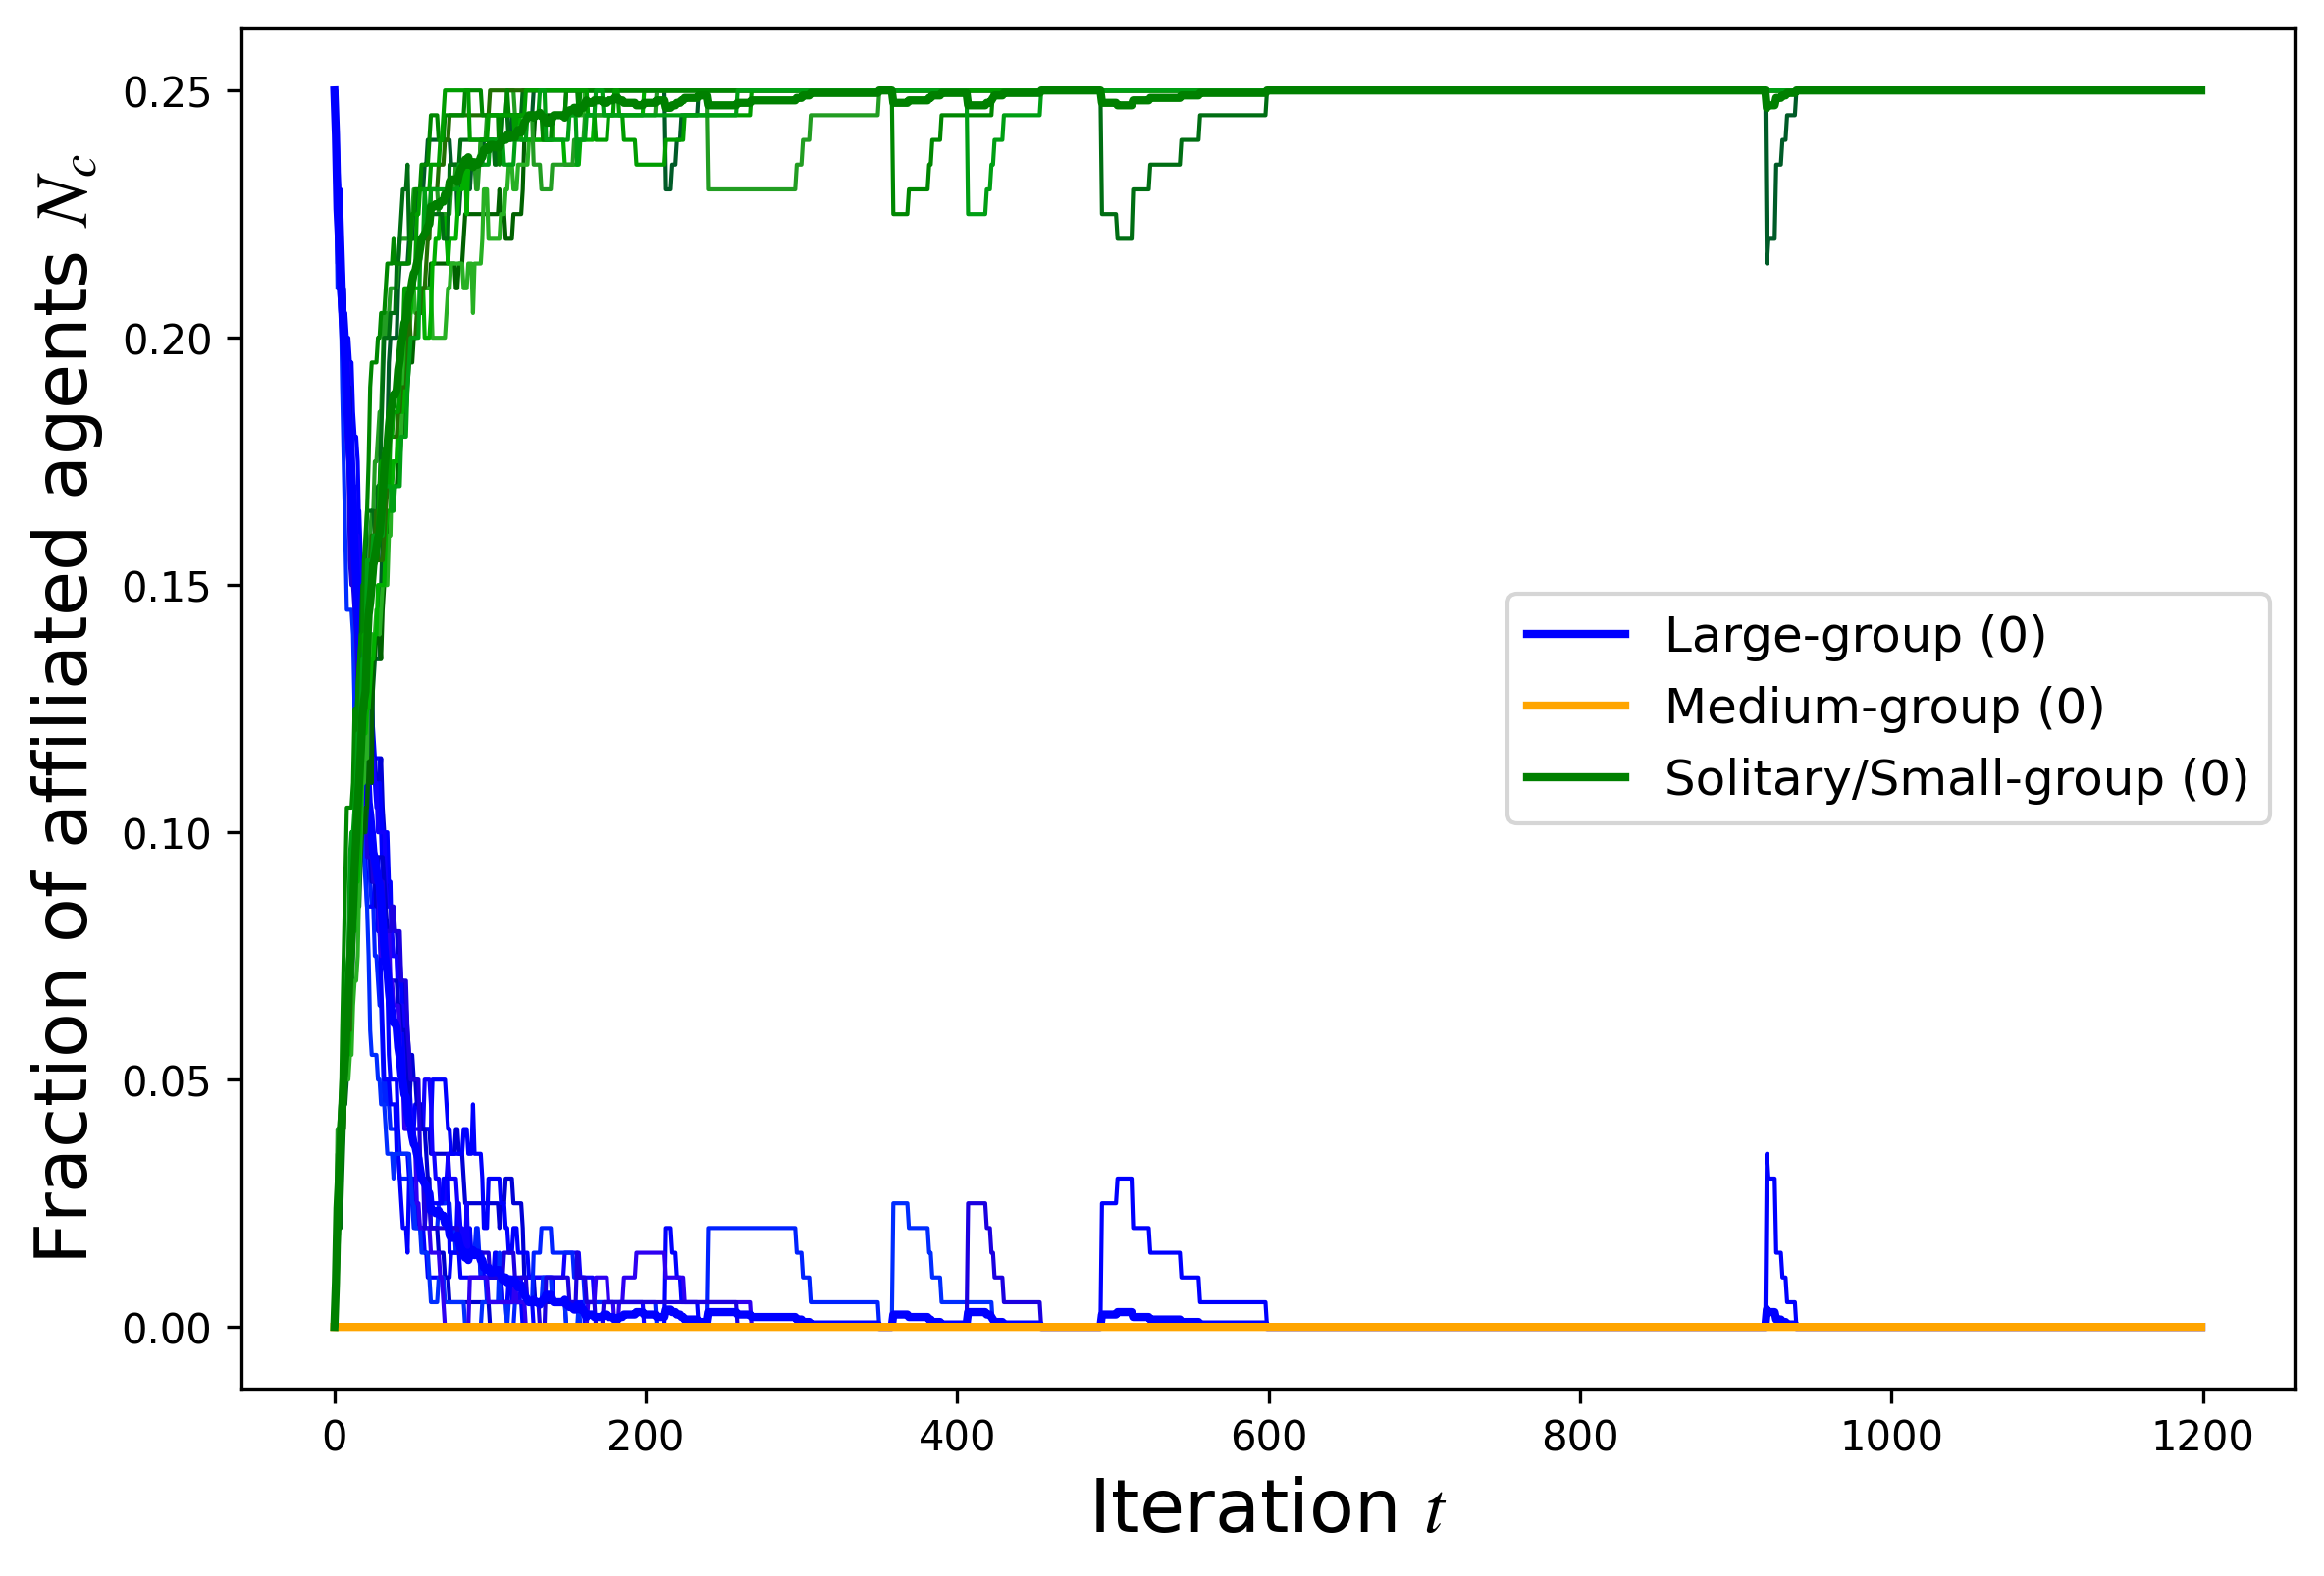 Fraction of affiliated agents N_c
0.25
0.20
0.15
0.10
0.05
0.00
Large-group (0)
Medium-group (0)
Solitary/Small-group (0)
0 200 400 600 800 1000 1200
Iteration t